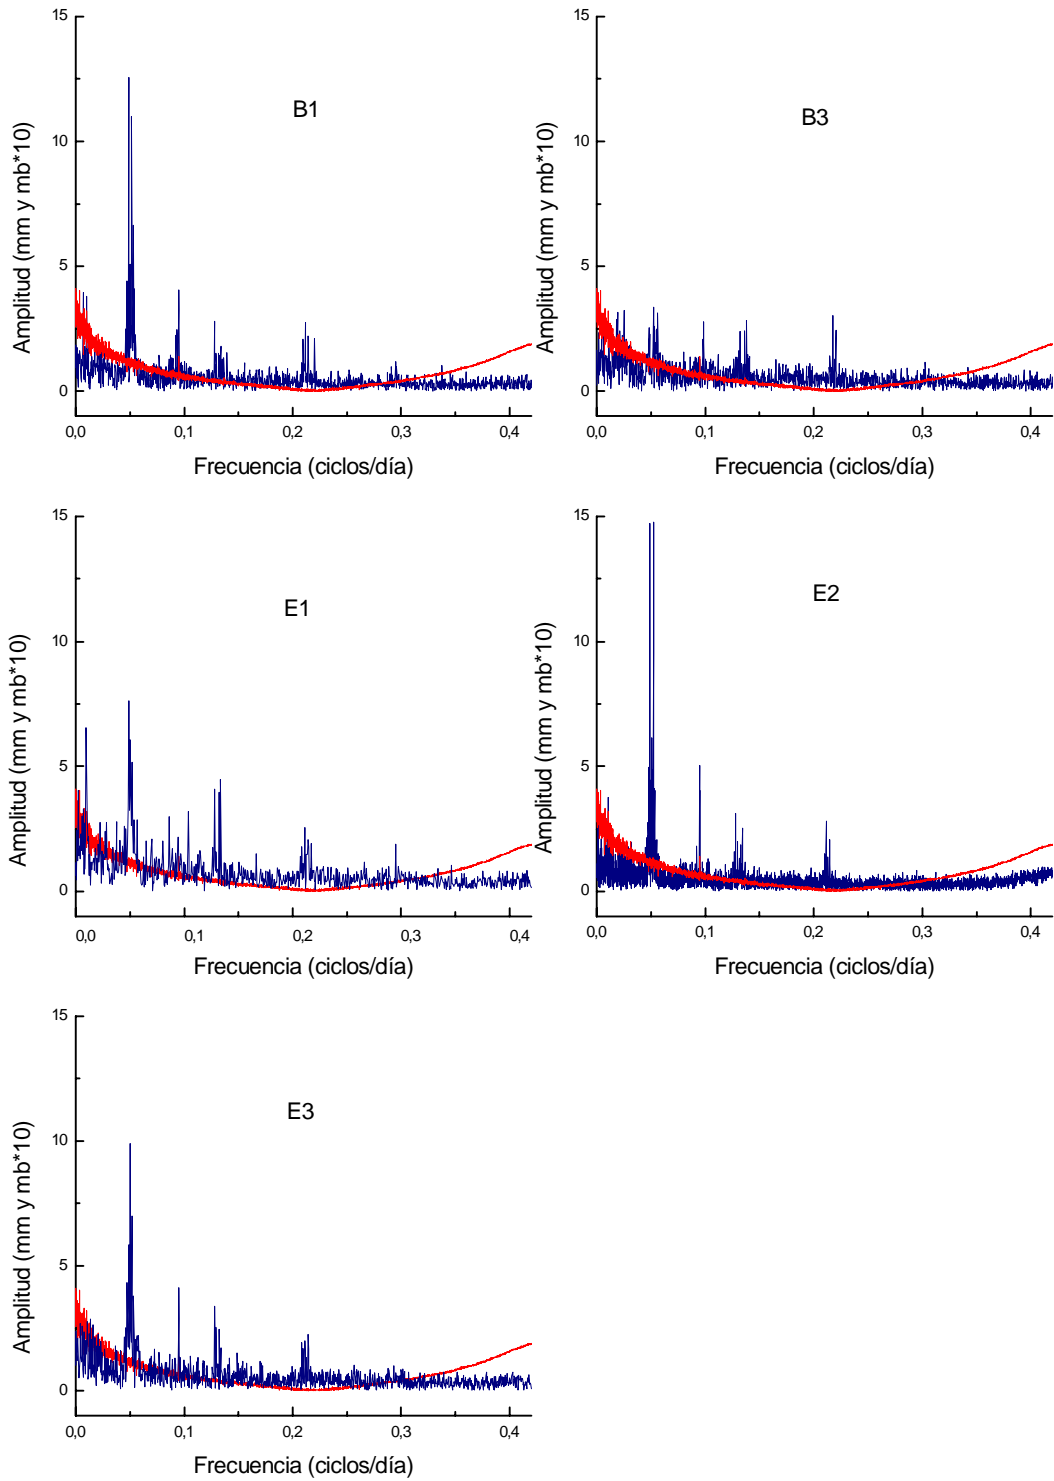 15
10
5
0
Amplitud (mm y mb*10)
B1
0,0 0,1 0,2 0,3 0,4
Frecuencia (ciclos/día)
15
10
5
0
Amplitud (mm y mb*10)
B3
0,0 0,1 0,2 0,3 0,4
Frecuencia (ciclos/día)
15
10
5
0
Amplitud (mm y mb*10)
E1
0,0 0,1 0,2 0,3 0,4
Frecuencia (ciclos/día)
15
10
5
0
Amplitud (mm y mb*10)
E2
0,0 0,1 0,2 0,3 0,4
Frecuencia (ciclos/día)
15
10
5
0
Amplitud (mm y mb*10)
E3
0,0 0,1 0,2 0,3 0,4
Frecuencia (ciclos/día)